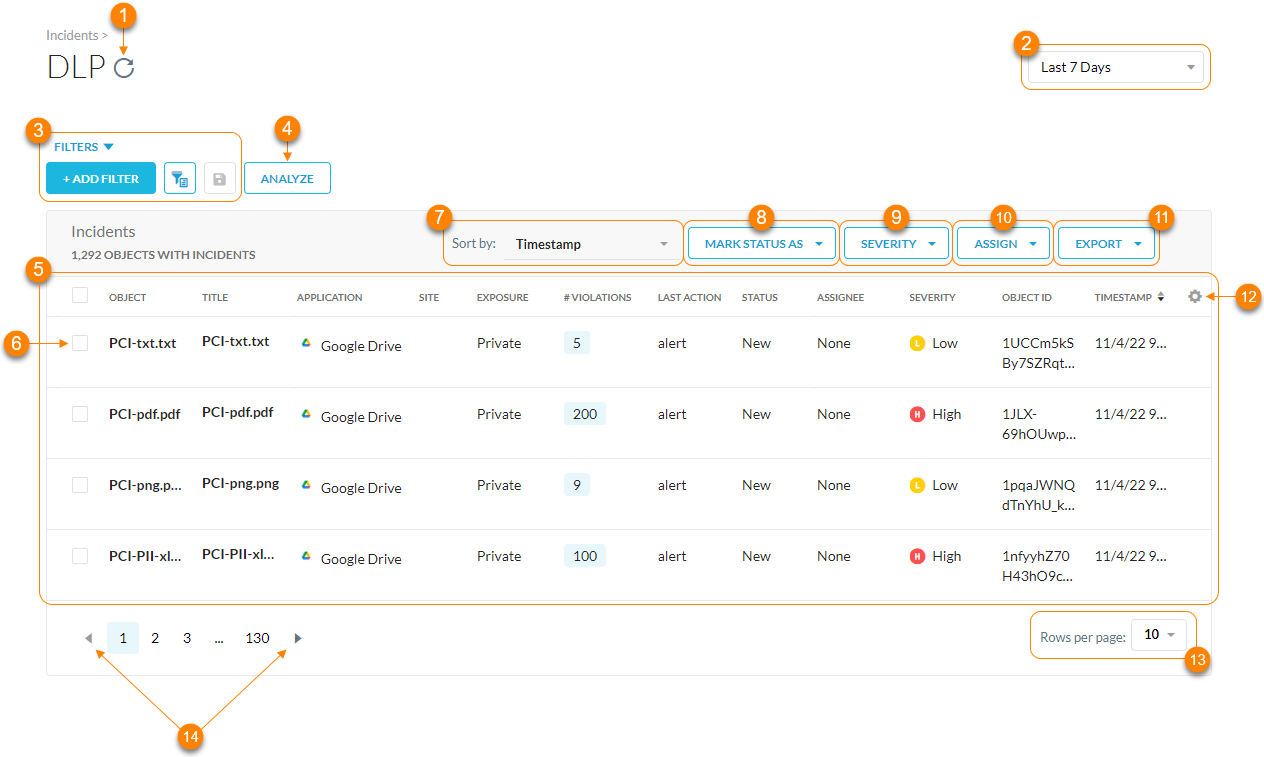 1
Incidents >
DLP
2
Last 7 Days
3
FILTERS
4
+ ADD FILTER
ANALYZE
7
8
9
10
11
Incidents
1,292 OBJECTS WITH INCIDENTS
Sort by: Timestamp
MARK STATUS AS
SEVERITY
ASSIGN
EXPORT
5
OBJECT TITLE APPLICATION SITE EXPOSURE # VIOLATIONS LAST ACTION STATUS ASSIGNEE SEVERITY OBJECT ID TIMESTAMP
12
6
PCI-txt.txt PCI-txt.txt Google Drive Private 5 alert New None L Low 1UCCm5kS 11/4/22 9...
By7SZRqt...
PCI-pdf.pdf PCI-pdf.pdf Google Drive Private 200 alert New None H High 1JLX- 11/4/22 9...
69hOUwp...
PCI-png.p... PCI-png.png Google Drive Private 9 alert New None L Low 1pqaJWNQ 11/4/22 9...
dTnYhU_k...
PCI-PII-xl... PCI-PII-xl... Google Drive Private 100 alert New None H High 1nfyyhZ70 11/4/22 9...
H43hO9c...
1 2 3 ... 130
Rows per page: 10
13
14